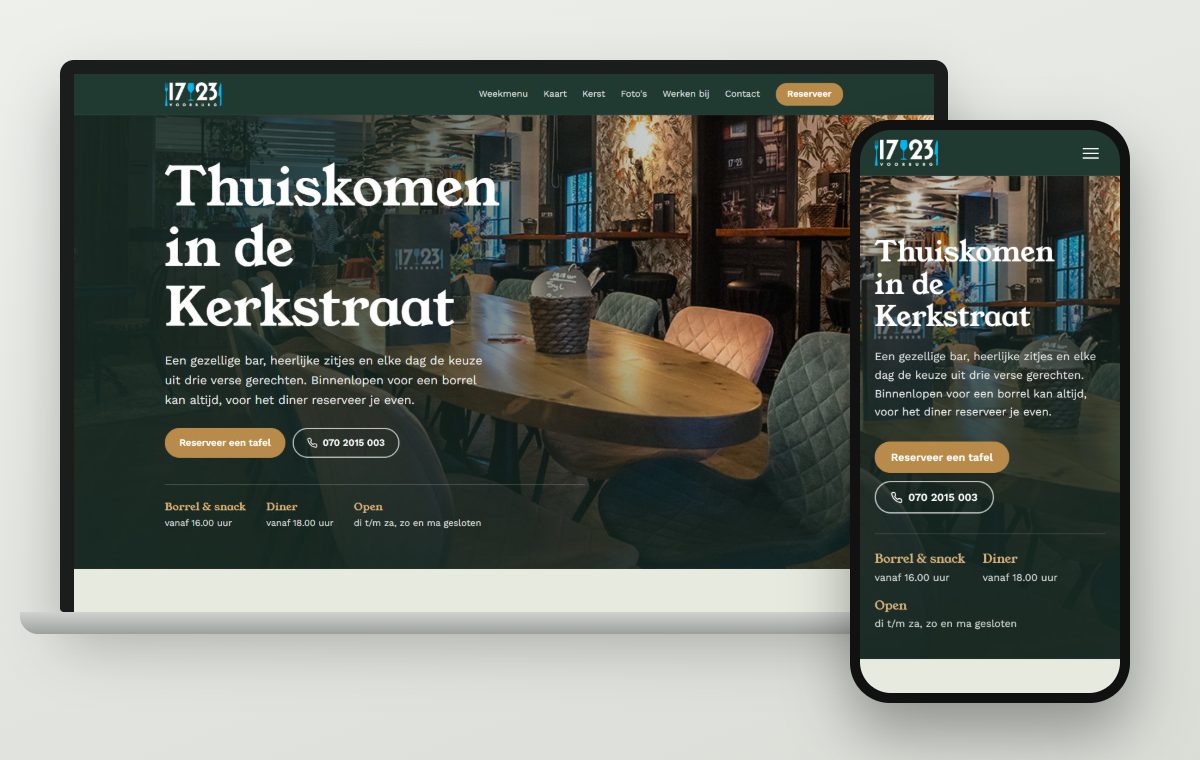 17 23
VOORBURG
Weekmenu Kaart Kerst Foto's Werken bij Contact Reserveer
Thuiskomen
in de
Kerkstraat
Een gezellige bar, heerlijke zitjes en elke dag de keuze
uit drie verse gerechten. Binnenlopen voor een borrel
kan altijd, voor het diner reserveer je even.
Reserveer een tafel 070 2015 003
Borrel & snack Diner Open
vanaf 16.00 uur vanaf 18.00 uur di t/m za, zo en ma gesloten
17 23
17 23
VOORBURG
Thuiskomen
in de
Kerkstraat
Een gezellige bar, heerlijke zitjes en elke
dag de keuze uit drie verse gerechten.
Binnenlopen voor een borrel kan altijd,
voor het diner reserveer je even.
Reserveer een tafel
070 2015 003
Borrel & snack Diner
vanaf 16.00 uur vanaf 18.00 uur
Open
di t/m za, zo en ma gesloten